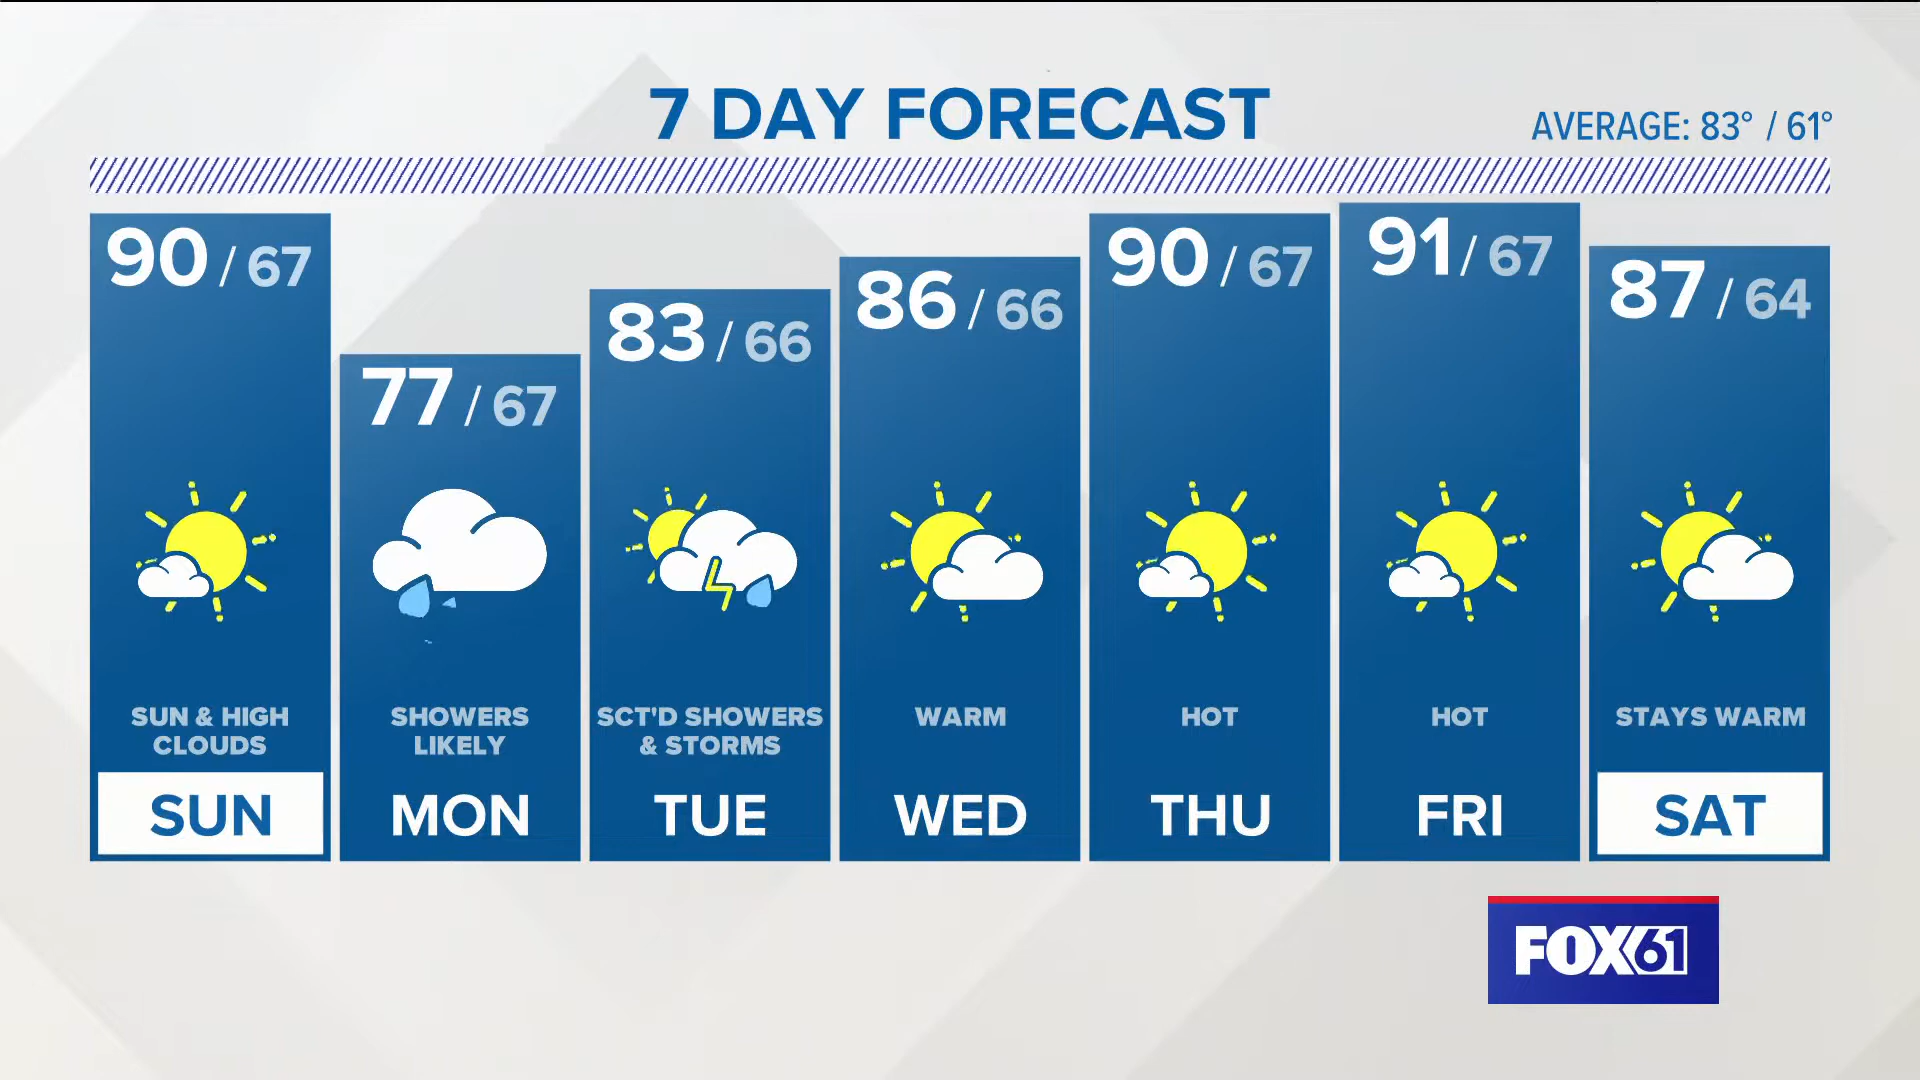 7 DAY FORECAST
AVERAGE: 83° / 61°
90 / 67
SUN & HIGH
CLOUDS
SUN
77 / 67
SHOWERS
LIKELY
MON
83 / 66
SCT'D SHOWERS
& STORMS
TUE
86 / 66
WARM
WED
90 / 67
HOT
THU
91 / 67
HOT
FRI
87 / 64
STAYS WARM
SAT
FOX61